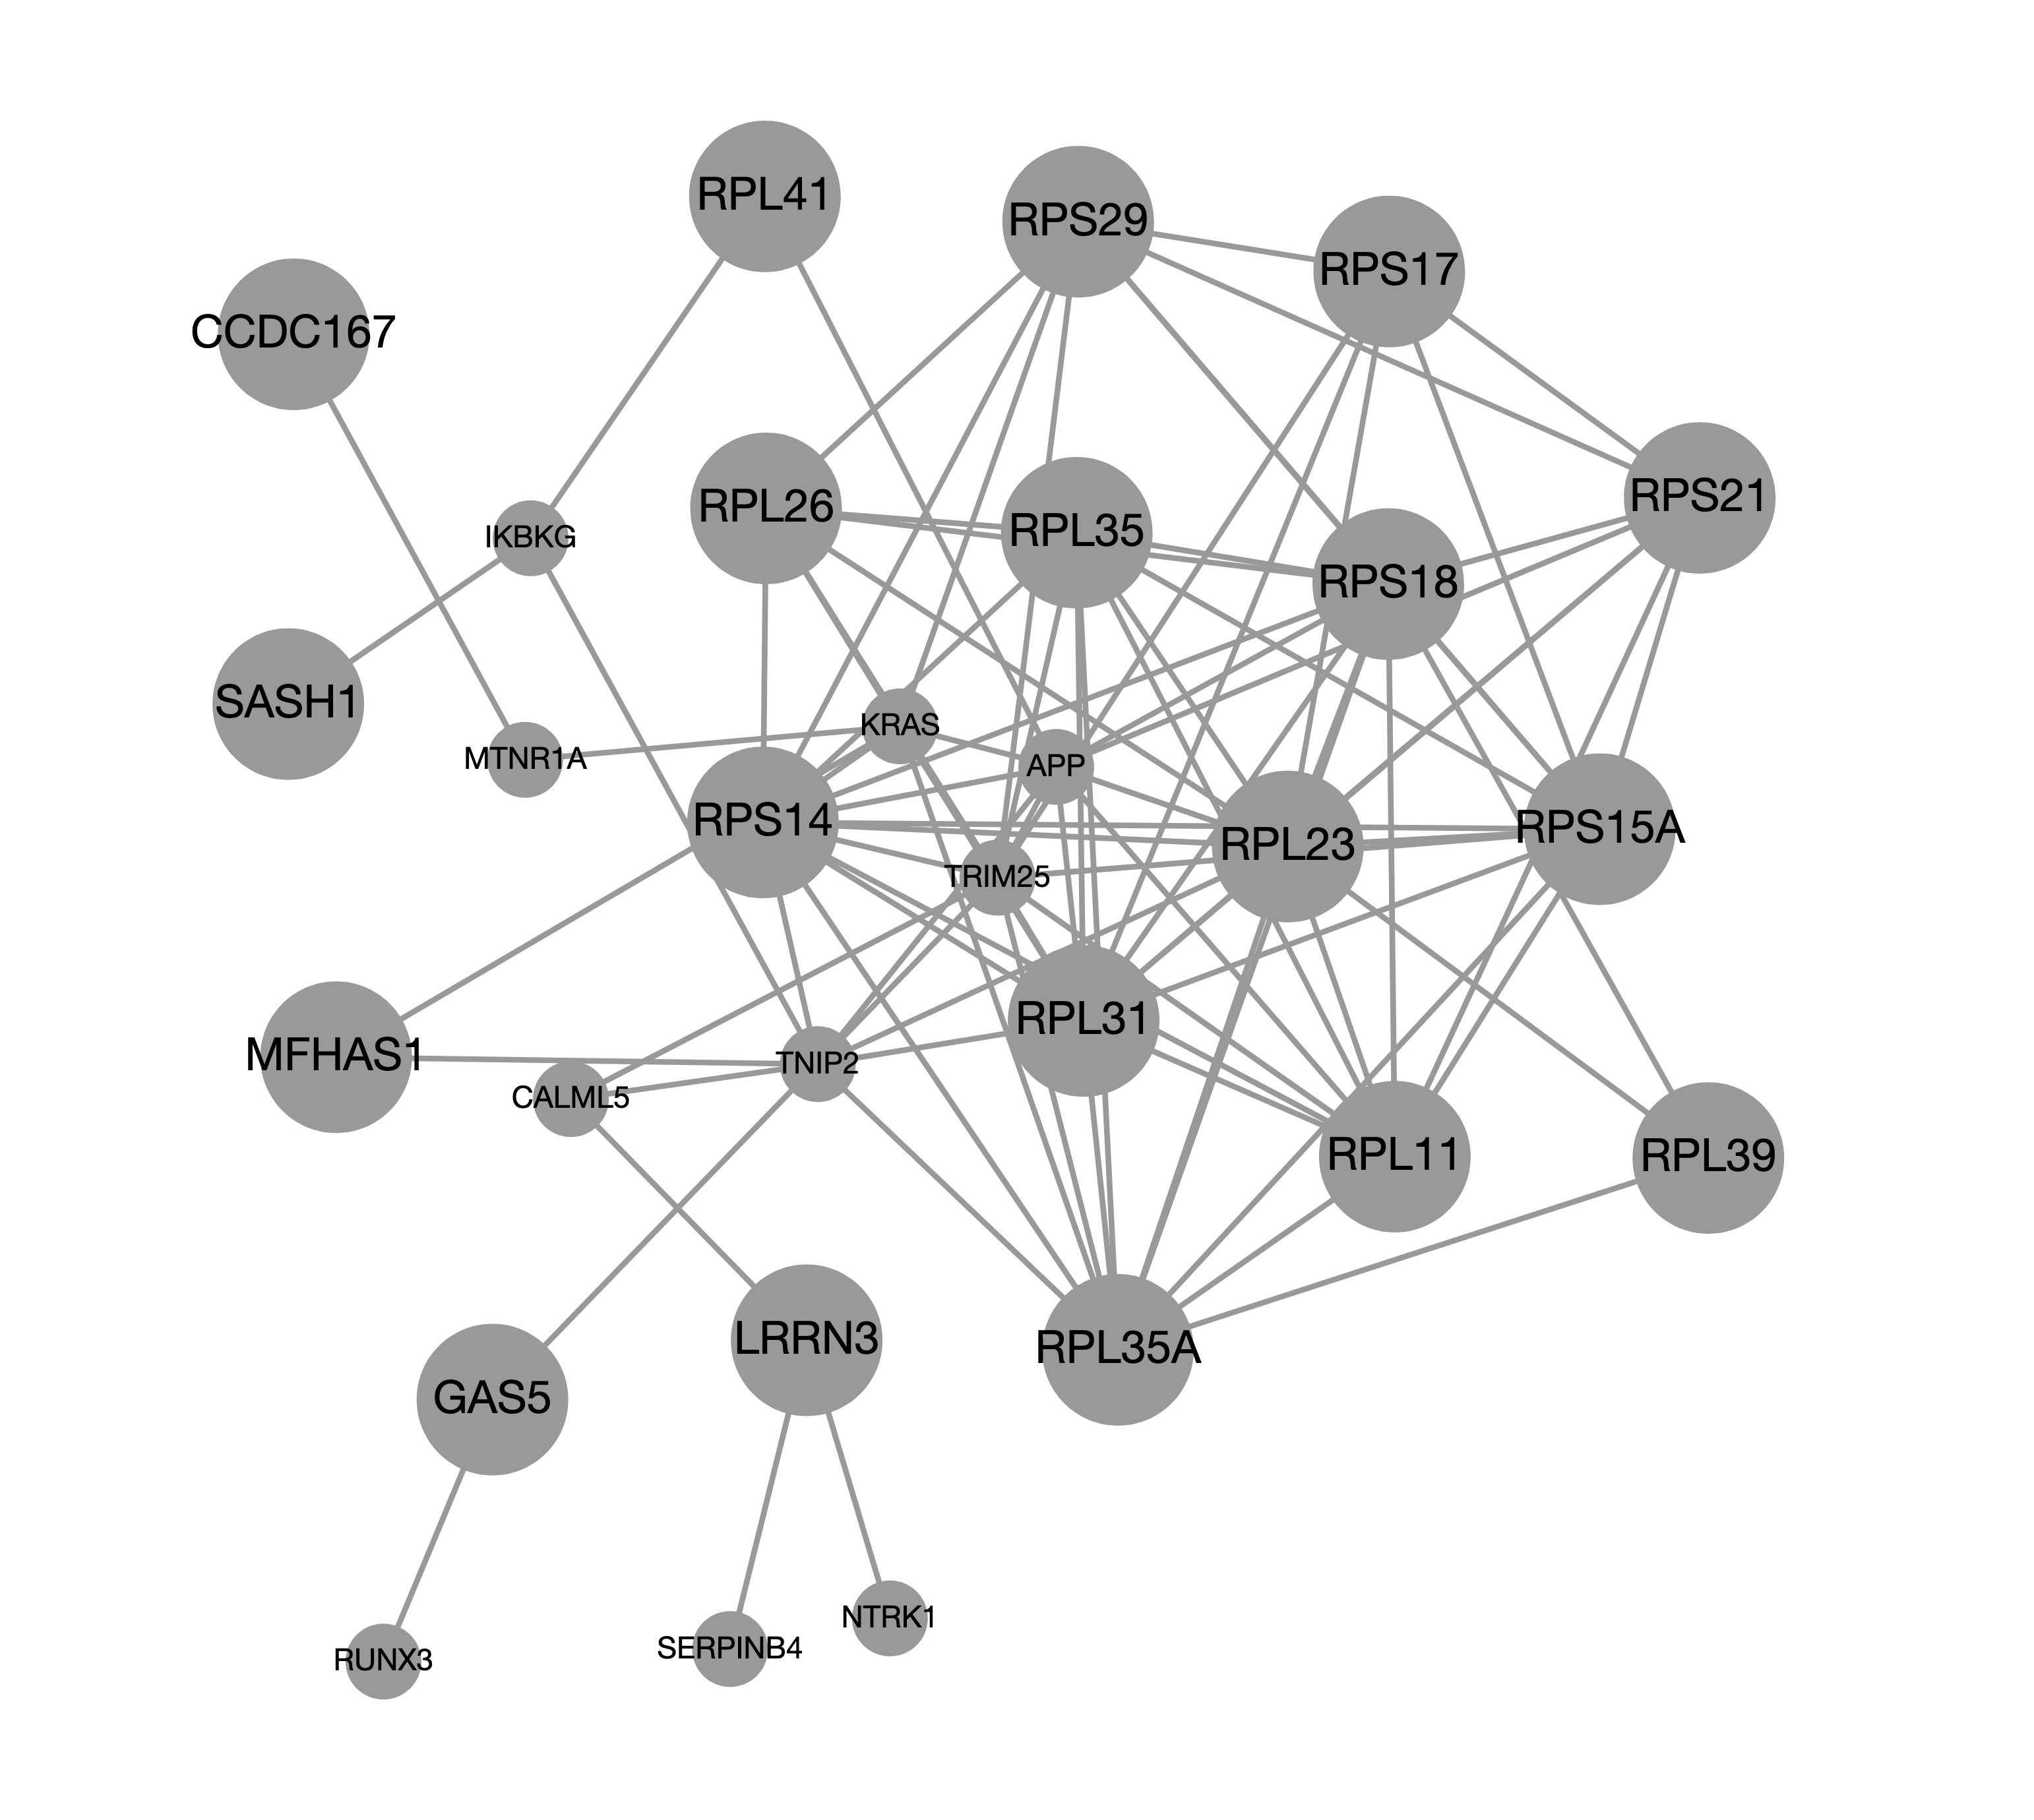 RPL41
RPS29
RPS17
CCDC167
RPL26
RPL35
RPS21
IKBKG
RPS18
SASH1
KRAS
MTNR1A
APP
RPS14
RPL23
RPS15A
TRIM25
RPL31
MFHAS1
TNIP2
CALML5
RPL11
RPL39
LRRN3
RPL35A
GAS5
NTRK1
SERPINB4
RUNX3